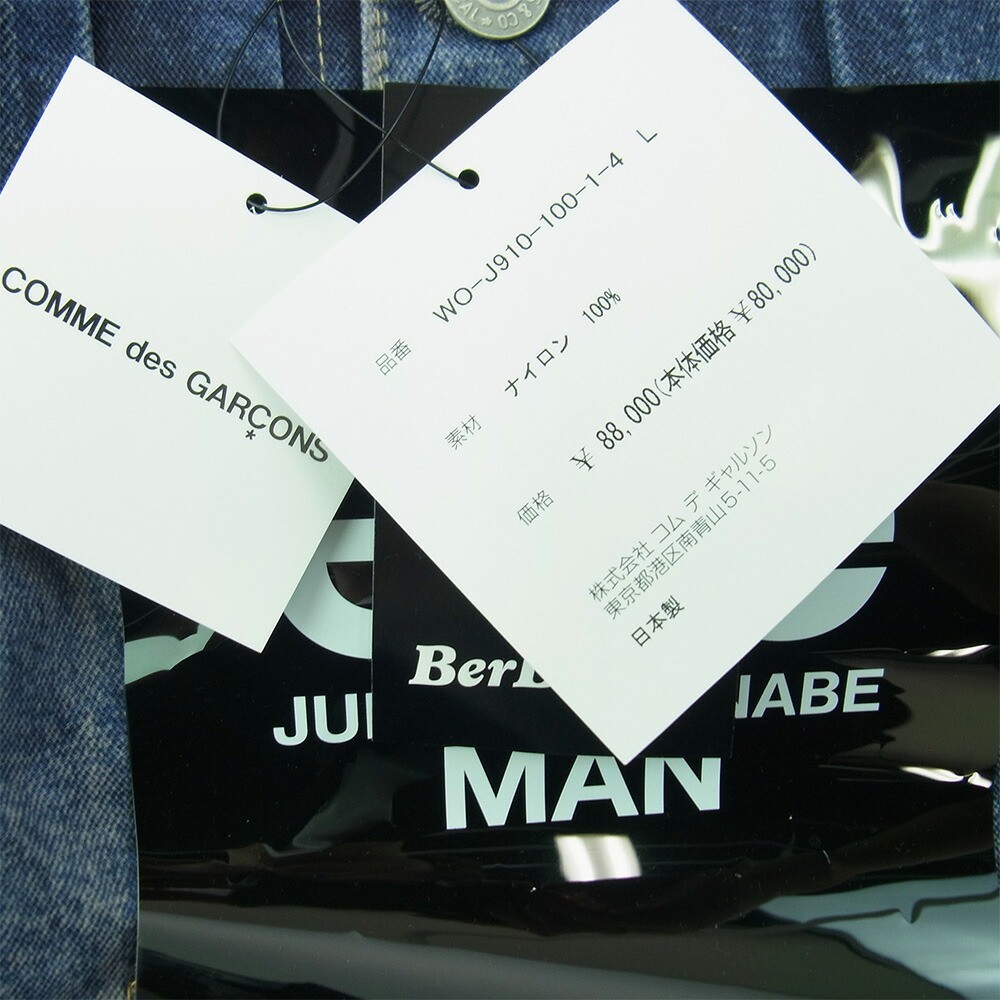 COMME des GARÇONS
*
品番 WO-J910-100-1-4 L
素材 ナイロン 100%
価格 ¥ 88,000(本体価格 ¥80,000)
株式会社 コム デ ギャルソン
東京都港区南青山5-11-5
日本製
e e
Ber
JU NABE
MAN